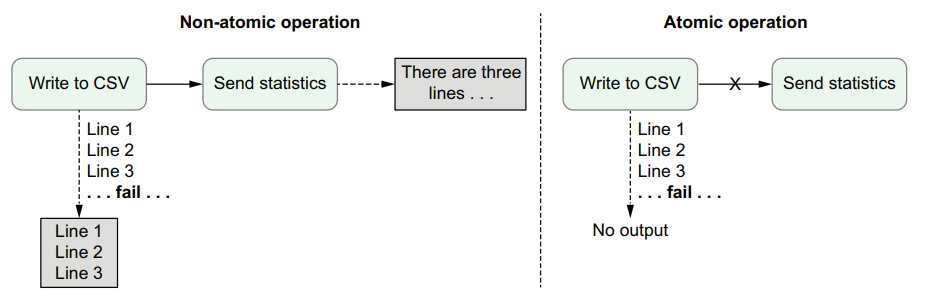 Non-atomic operation
Write to CSV
Send statistics
There are three
lines . . .
Line 1
Line 2
Line 3
. . . fail . . .
Line 1
Line 2
Line 3
Atomic operation
Write to CSV
X
Send statistics
Line 1
Line 2
Line 3
. . . fail . . .
No output